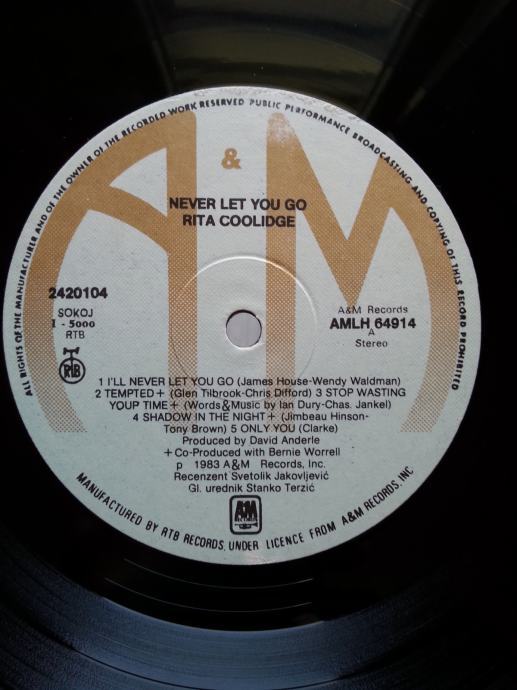 ALL RIGHTS OF THE MANUFACTURER AND OF THE OWNER OF THE RECORDED WORK RESERVED PUBLIC PERFORMANCE BROADCASTING AND COPYING OF THIS RECORD PROHIBITED
A & M
NEVER LET YOU GO
RITA COOLIDGE
2420104
SOKOJ
I - 5000
RTB
RTB
A&M Records
AMLH 64914
A
Stereo
1 I'LL NEVER LET YOU GO (James House-Wendy Waldman)
2 TEMPTED + (Glen Tilbrook-Chris Difford) 3 STOP WASTING
YOUP TIME + (Words & Music by Ian Dury-Chas. Jankel)
4 SHADOW IN THE NIGHT + (Jimbeau Hinson-
Tony Brown) 5 ONLY YOU (Clarke)
Produced by David Anderle
+ Co-Produced with Bernie Worrell
p 1983 A&M Records, Inc.
Recenzent Svetolik Jakovljević
Gl. urednik Stanko Terzić
A&M
RECORDS
MANUFACTURED BY RTB RECORDS, UNDER LICENCE FROM A&M RECORDS, INC